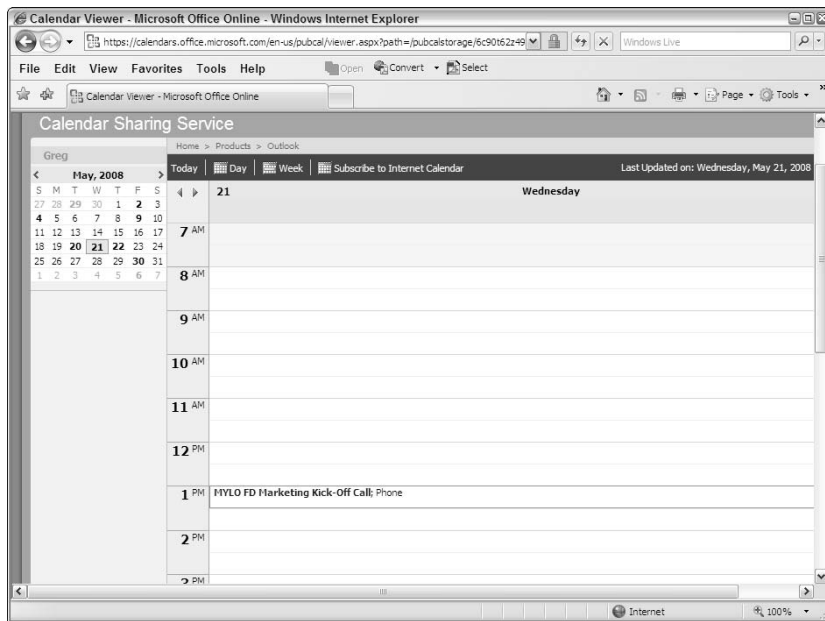 Calendar Viewer - Microsoft Office Online - Windows Internet Explorer
https://calendars.office.microsoft.com/en-us/pubcal/viewer.aspx?path=/pubcalstorage/6c90t62z49
Windows Live
File Edit View Favorites Tools Help
Open Convert Select
Calendar Viewer - Microsoft Office Online
Page Tools »
Calendar Sharing Service
Home > Products > Outlook
Greg
Today Day Week Subscribe to Internet Calendar Last Updated on: Wednesday, May 21, 2008
< May, 2008 >
S M T W T F S
27 28 29 30 1 2 3
4 5 6 7 8 9 10
11 12 13 14 15 16 17
18 19 20 21 22 23 24
25 26 27 28 29 30 31
1 2 3 4 5 6 7
21 Wednesday
7 AM
8 AM
9 AM
10 AM
11 AM
12 PM
1 PM MYLO FD Marketing Kick-Off Call; Phone
2 PM
3 PM
Internet 100%